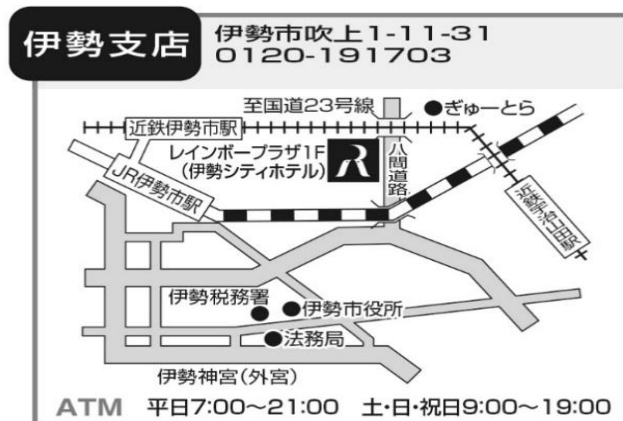 伊勢支店
伊勢市吹上1-11-31
0120-191703
至国道23号線
ぎゅーとら
近鉄伊勢市駅
レインボープラザ1F
(伊勢シティホテル)
八間道路
JR伊勢市駅
近鉄宇治山田駅
伊勢税務署
伊勢市役所
法務局
伊勢神宮(外宮)
ATM 平日7:00〜21:00 土・日・祝日9:00〜19:00